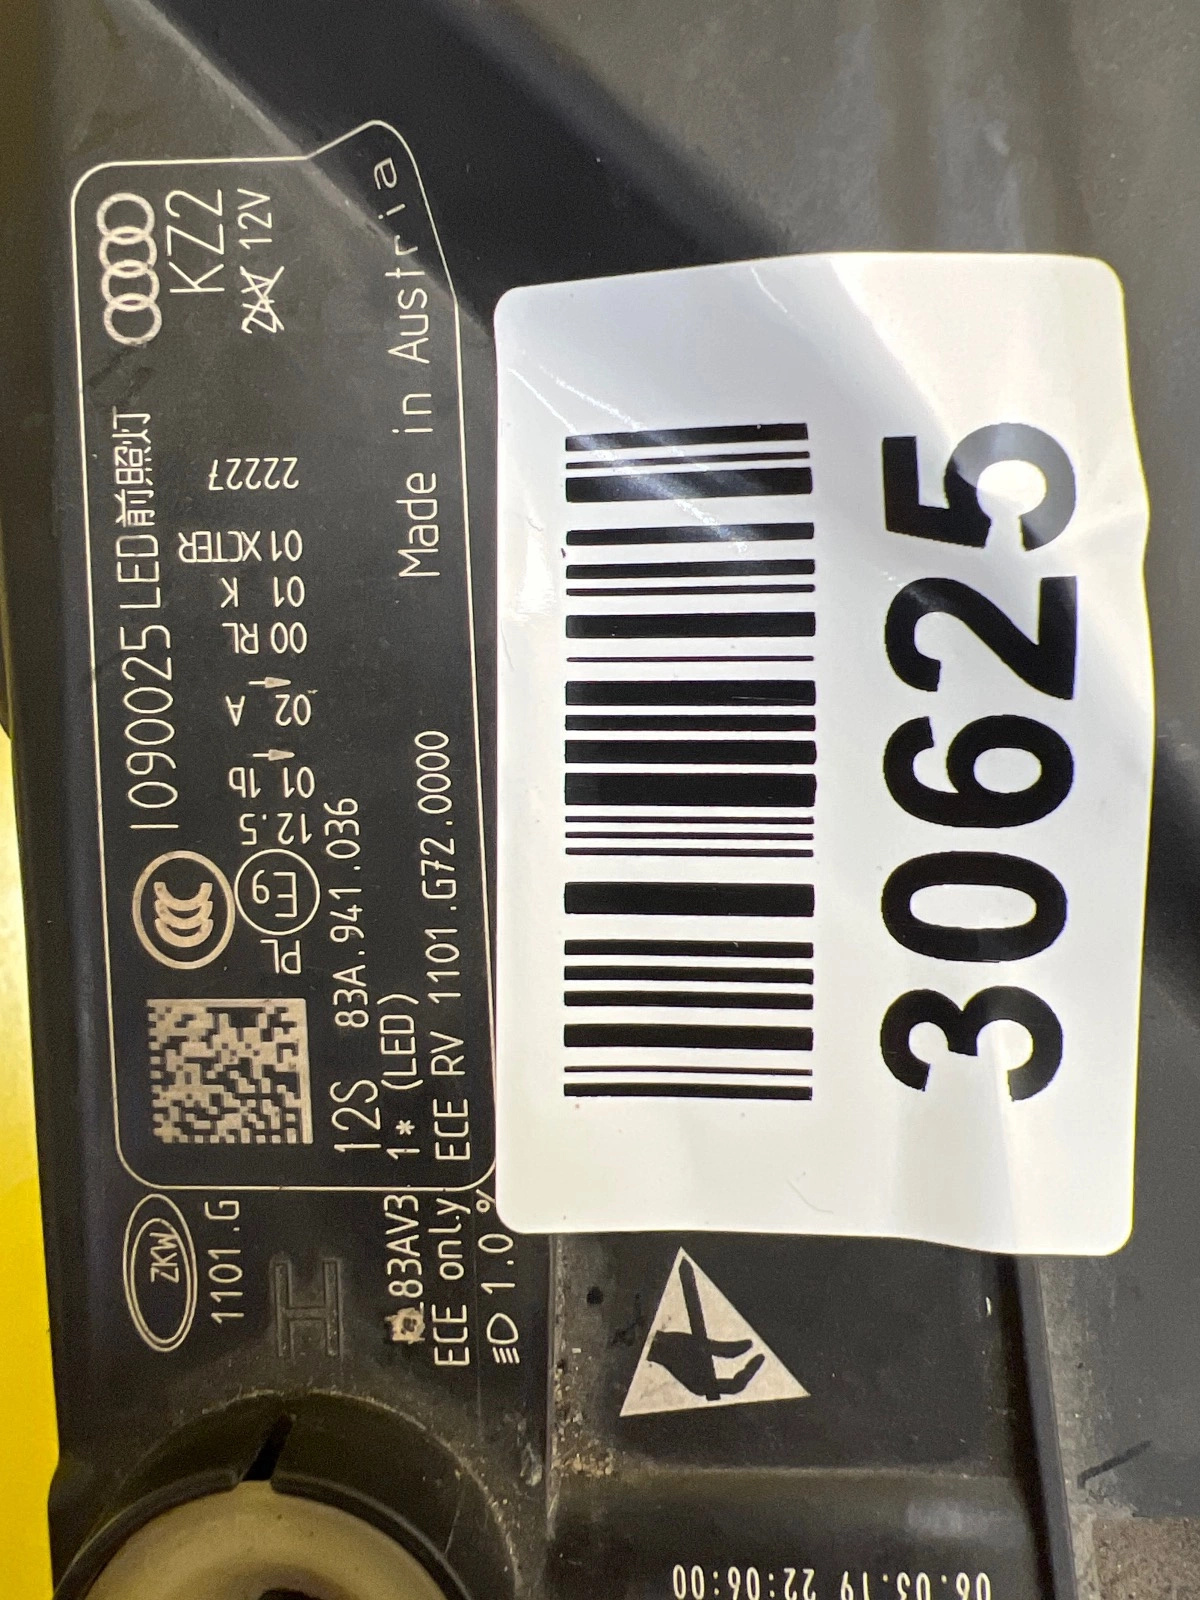 I090025 LED前照灯
KZ2
24V 12V
PL E9 12.5 01 1b 02 A 00 RL 01 K 01 XCTER 22227
12S 83A.941.036
83AV3 1* (LED)
Made in Austria
ECE only ECE RV 1101.G72.0000
1.0 %
ZKW
1101.G
H
30625
06.03.19 22:06:00